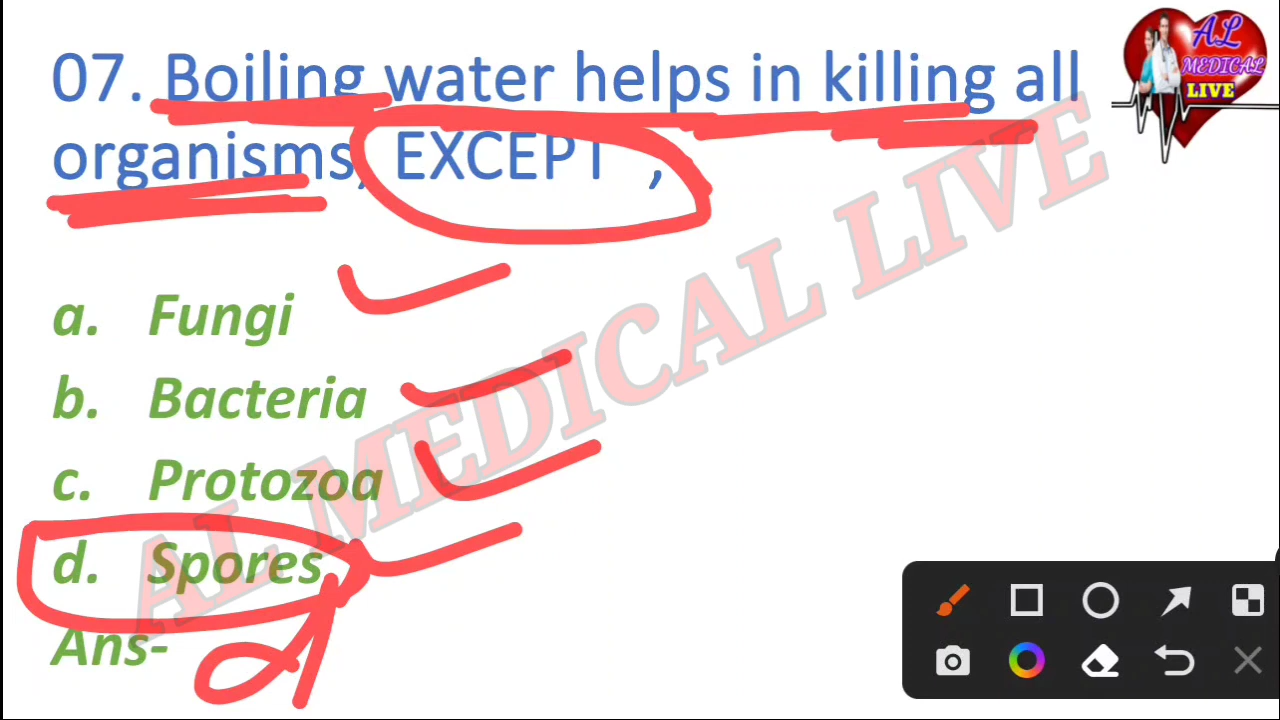 07. Boiling water helps in killing all
organisms, EXCEPT ,
a. Fungi
b. Bacteria
c. Protozoa
d. Spores
Ans- d
AL MEDICAL LIVE
AL
MEDICAL
LIVE